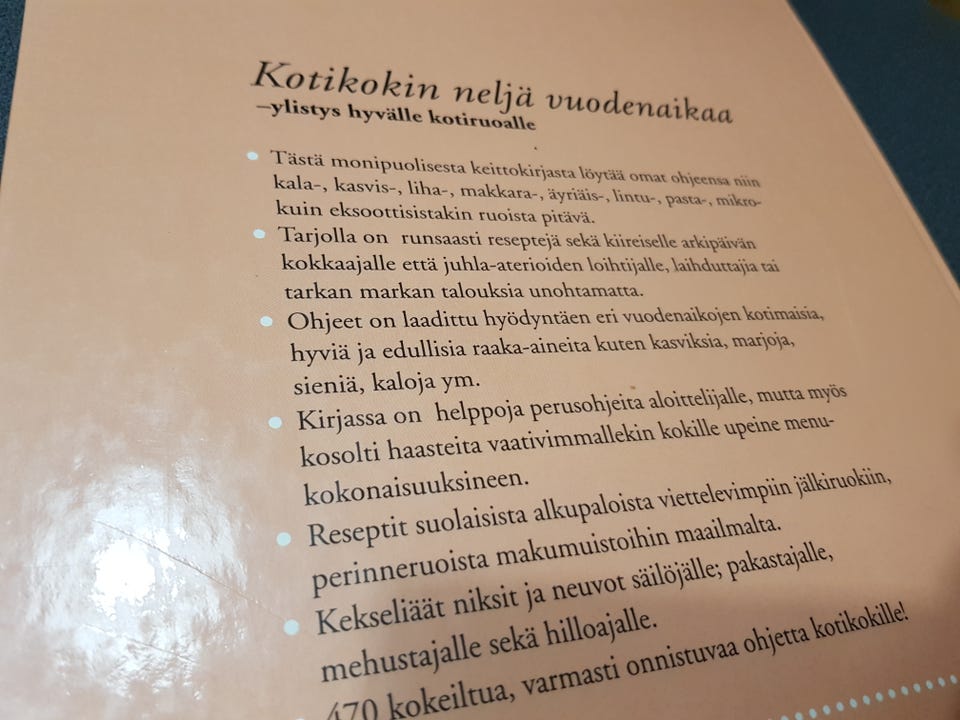 Kotikokin neljä vuodenaikaa
–ylistys hyvälle kotiruoalle
• Tästä monipuolisesta keittokirjasta löytää omat ohjeensa niin
kala-, kasvis-, liha-, makkara-, äyriäis-, lintu-, pasta-, mikro-
kuin eksoottisistakin ruoista pitävä.
• Tarjolla on runsaasti reseptejä sekä kiireiselle arkipäivän
kokkaajalle että juhla-aterioiden loihtijalle, laihduttajia tai
tarkan markan talouksia unohtamatta.
• Ohjeet on laadittu hyödyntäen eri vuodenaikojen kotimaisia,
hyviä ja edullisia raaka-aineita kuten kasviksia, marjoja,
sieniä, kaloja ym.
• Kirjassa on helppoja perusohjeita aloittelijalle, mutta myös
kosolti haasteita vaativimmallekin kokille upeine menu-
kokonaisuuksineen.
• Reseptit suolaisista alkupaloista viettelevimpiin jälkiruokiin,
perinneruoista makumuistoihin maailmalta.
• Kekseliäät niksit ja neuvot säilöjälle; pakastajalle,
mehustajalle sekä hilloajalle.
470 kokeiltua, varmasti onnistuvaa ohjetta kotikokille!